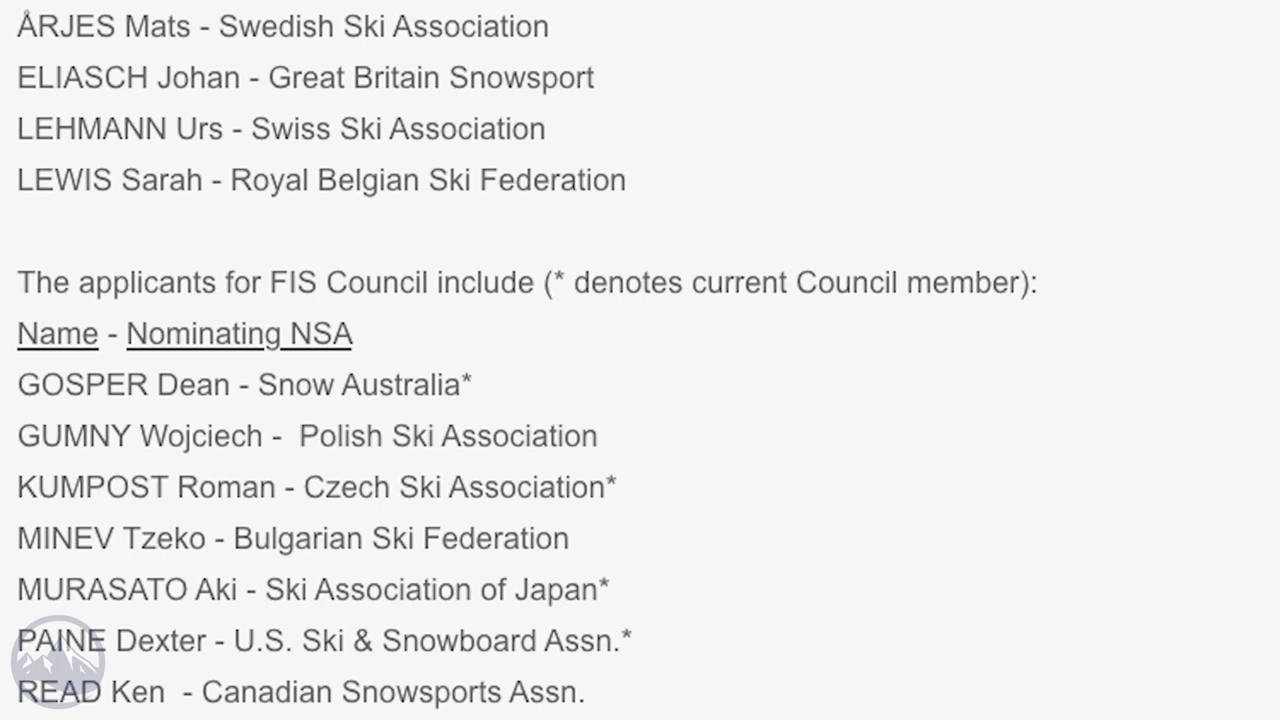 ÅRJES Mats - Swedish Ski Association
ELIASCH Johan - Great Britain Snowsport
LEHMANN Urs - Swiss Ski Association
LEWIS Sarah - Royal Belgian Ski Federation
The applicants for FIS Council include (* denotes current Council member):
Name - Nominating NSA
GOSPER Dean - Snow Australia*
GUMNY Wojciech -  Polish Ski Association
KUMPOST Roman - Czech Ski Association*
MINEV Tzeko - Bulgarian Ski Federation
MURASATO Aki - Ski Association of Japan*
PAINE Dexter - U.S. Ski & Snowboard Assn.*
READ Ken  - Canadian Snowsports Assn.